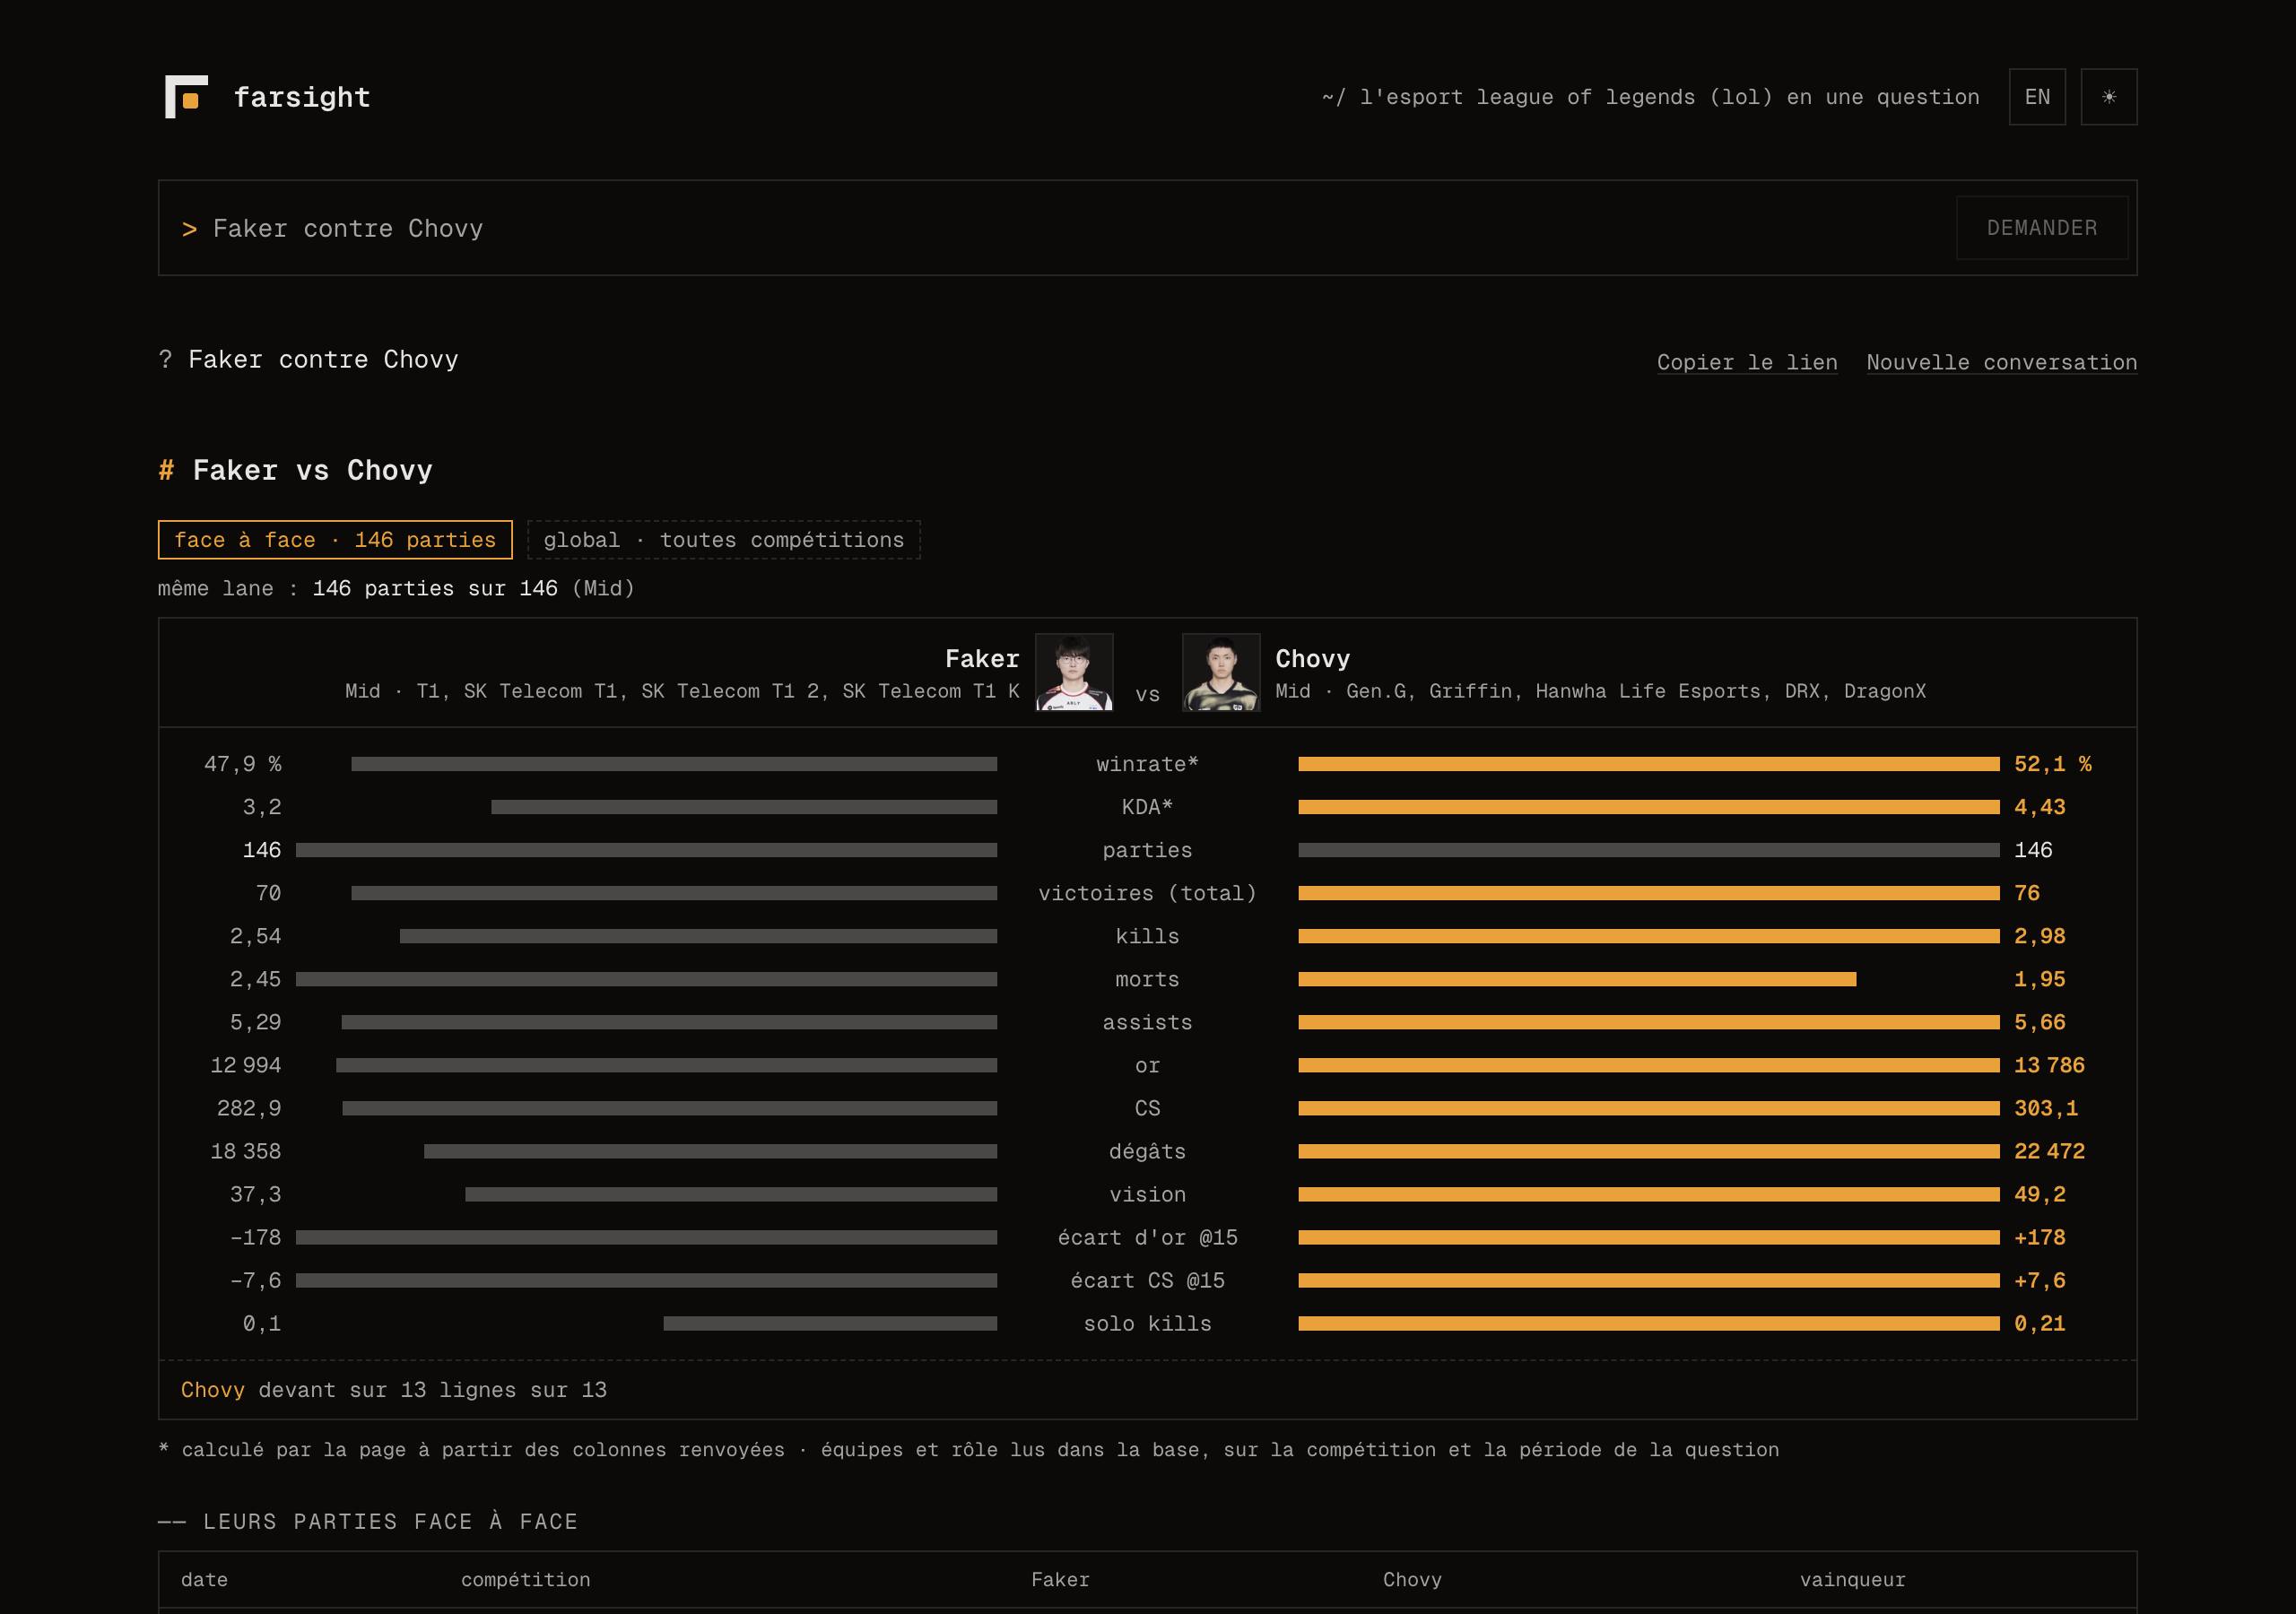 farsight
~/ l'esport league of legends (lol) en une question
EN
☀
> Faker contre Chovy
DEMANDER
? Faker contre Chovy
Copier le lien
Nouvelle conversation
# Faker vs Chovy
face à face · 146 parties
global · toutes compétitions
même lane : 146 parties sur 146 (Mid)
Faker
Mid · T1, SK Telecom T1, SK Telecom T1 2, SK Telecom T1 K
vs
Chovy
Mid · Gen.G, Griffin, Hanwha Life Esports, DRX, DragonX
47,9 % winrate* 52,1 %
3,2 KDA* 4,43
146 parties 146
70 victoires (total) 76
2,54 kills 2,98
2,45 morts 1,95
5,29 assists 5,66
12 994 or 13 786
282,9 CS 303,1
18 358 dégâts 22 472
37,3 vision 49,2
−178 écart d'or @15 +178
−7,6 écart CS @15 +7,6
0,1 solo kills 0,21
Chovy devant sur 13 lignes sur 13
* calculé par la page à partir des colonnes renvoyées · équipes et rôle lus dans la base, sur la compétition et la période de la question
—— LEURS PARTIES FACE À FACE
date compétition Faker Chovy vainqueur